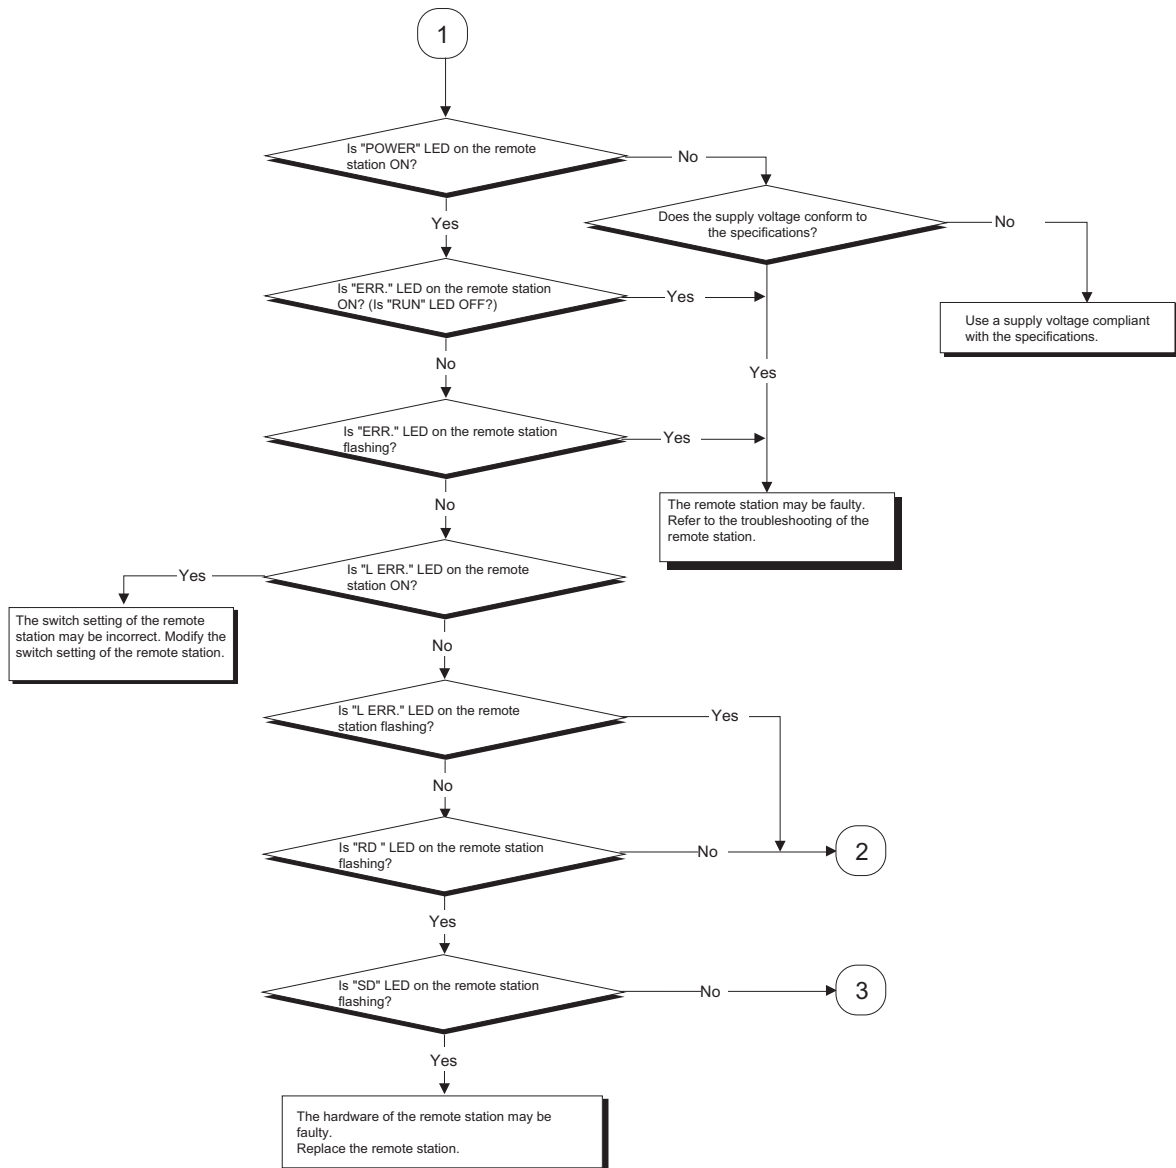 1
Is "POWER" LED on the remote
station ON?
No
Yes
Does the supply voltage conform to
the specifications?
No
Is "ERR." LED on the remote station
ON? (Is "RUN" LED OFF?)
Yes
Use a supply voltage compliant
with the specifications.
No
Yes
Is "ERR." LED on the remote station
flashing?
Yes
No
The remote station may be faulty.
Refer to the troubleshooting of the
remote station.
Is "L ERR." LED on the remote
station ON?
Yes
The switch setting of the remote
station may be incorrect. Modify the
switch setting of the remote station.
No
Is "L ERR." LED on the remote
station flashing?
Yes
No
Is "RD " LED on the remote station
flashing?
No
2
Yes
Is "SD" LED on the remote station
flashing?
No
3
Yes
The hardware of the remote station may be
faulty.
Replace the remote station.